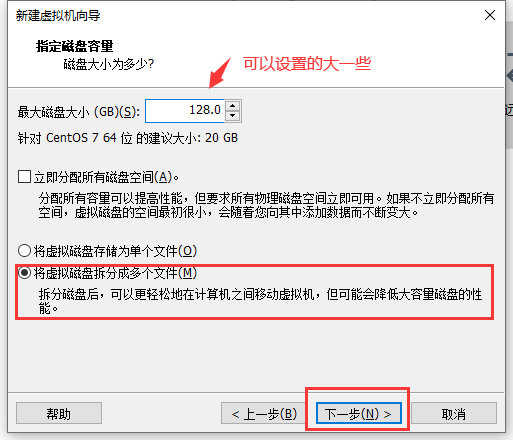 新建虚拟机向导
指定磁盘容量
磁盘大小为多少?
可以设置的大一些
最大磁盘大小 (GB)(S): 128.0
针对 CentOS 7 64 位 的建议大小: 20 GB
立即分配所有磁盘空间(A)。
分配所有容量可以提高性能，但要求所有物理磁盘空间立即可用。如果不立即分配所有
空间，虚拟磁盘的空间最初很小，会随着您向其中添加数据而不断变大。
将虚拟磁盘存储为单个文件(O)
将虚拟磁盘拆分成多个文件(M)
拆分磁盘后，可以更轻松地在计算机之间移动虚拟机，但可能会降低大容量磁盘的性
能。
帮助 < 上一步(B) 下一步(N) > 取消